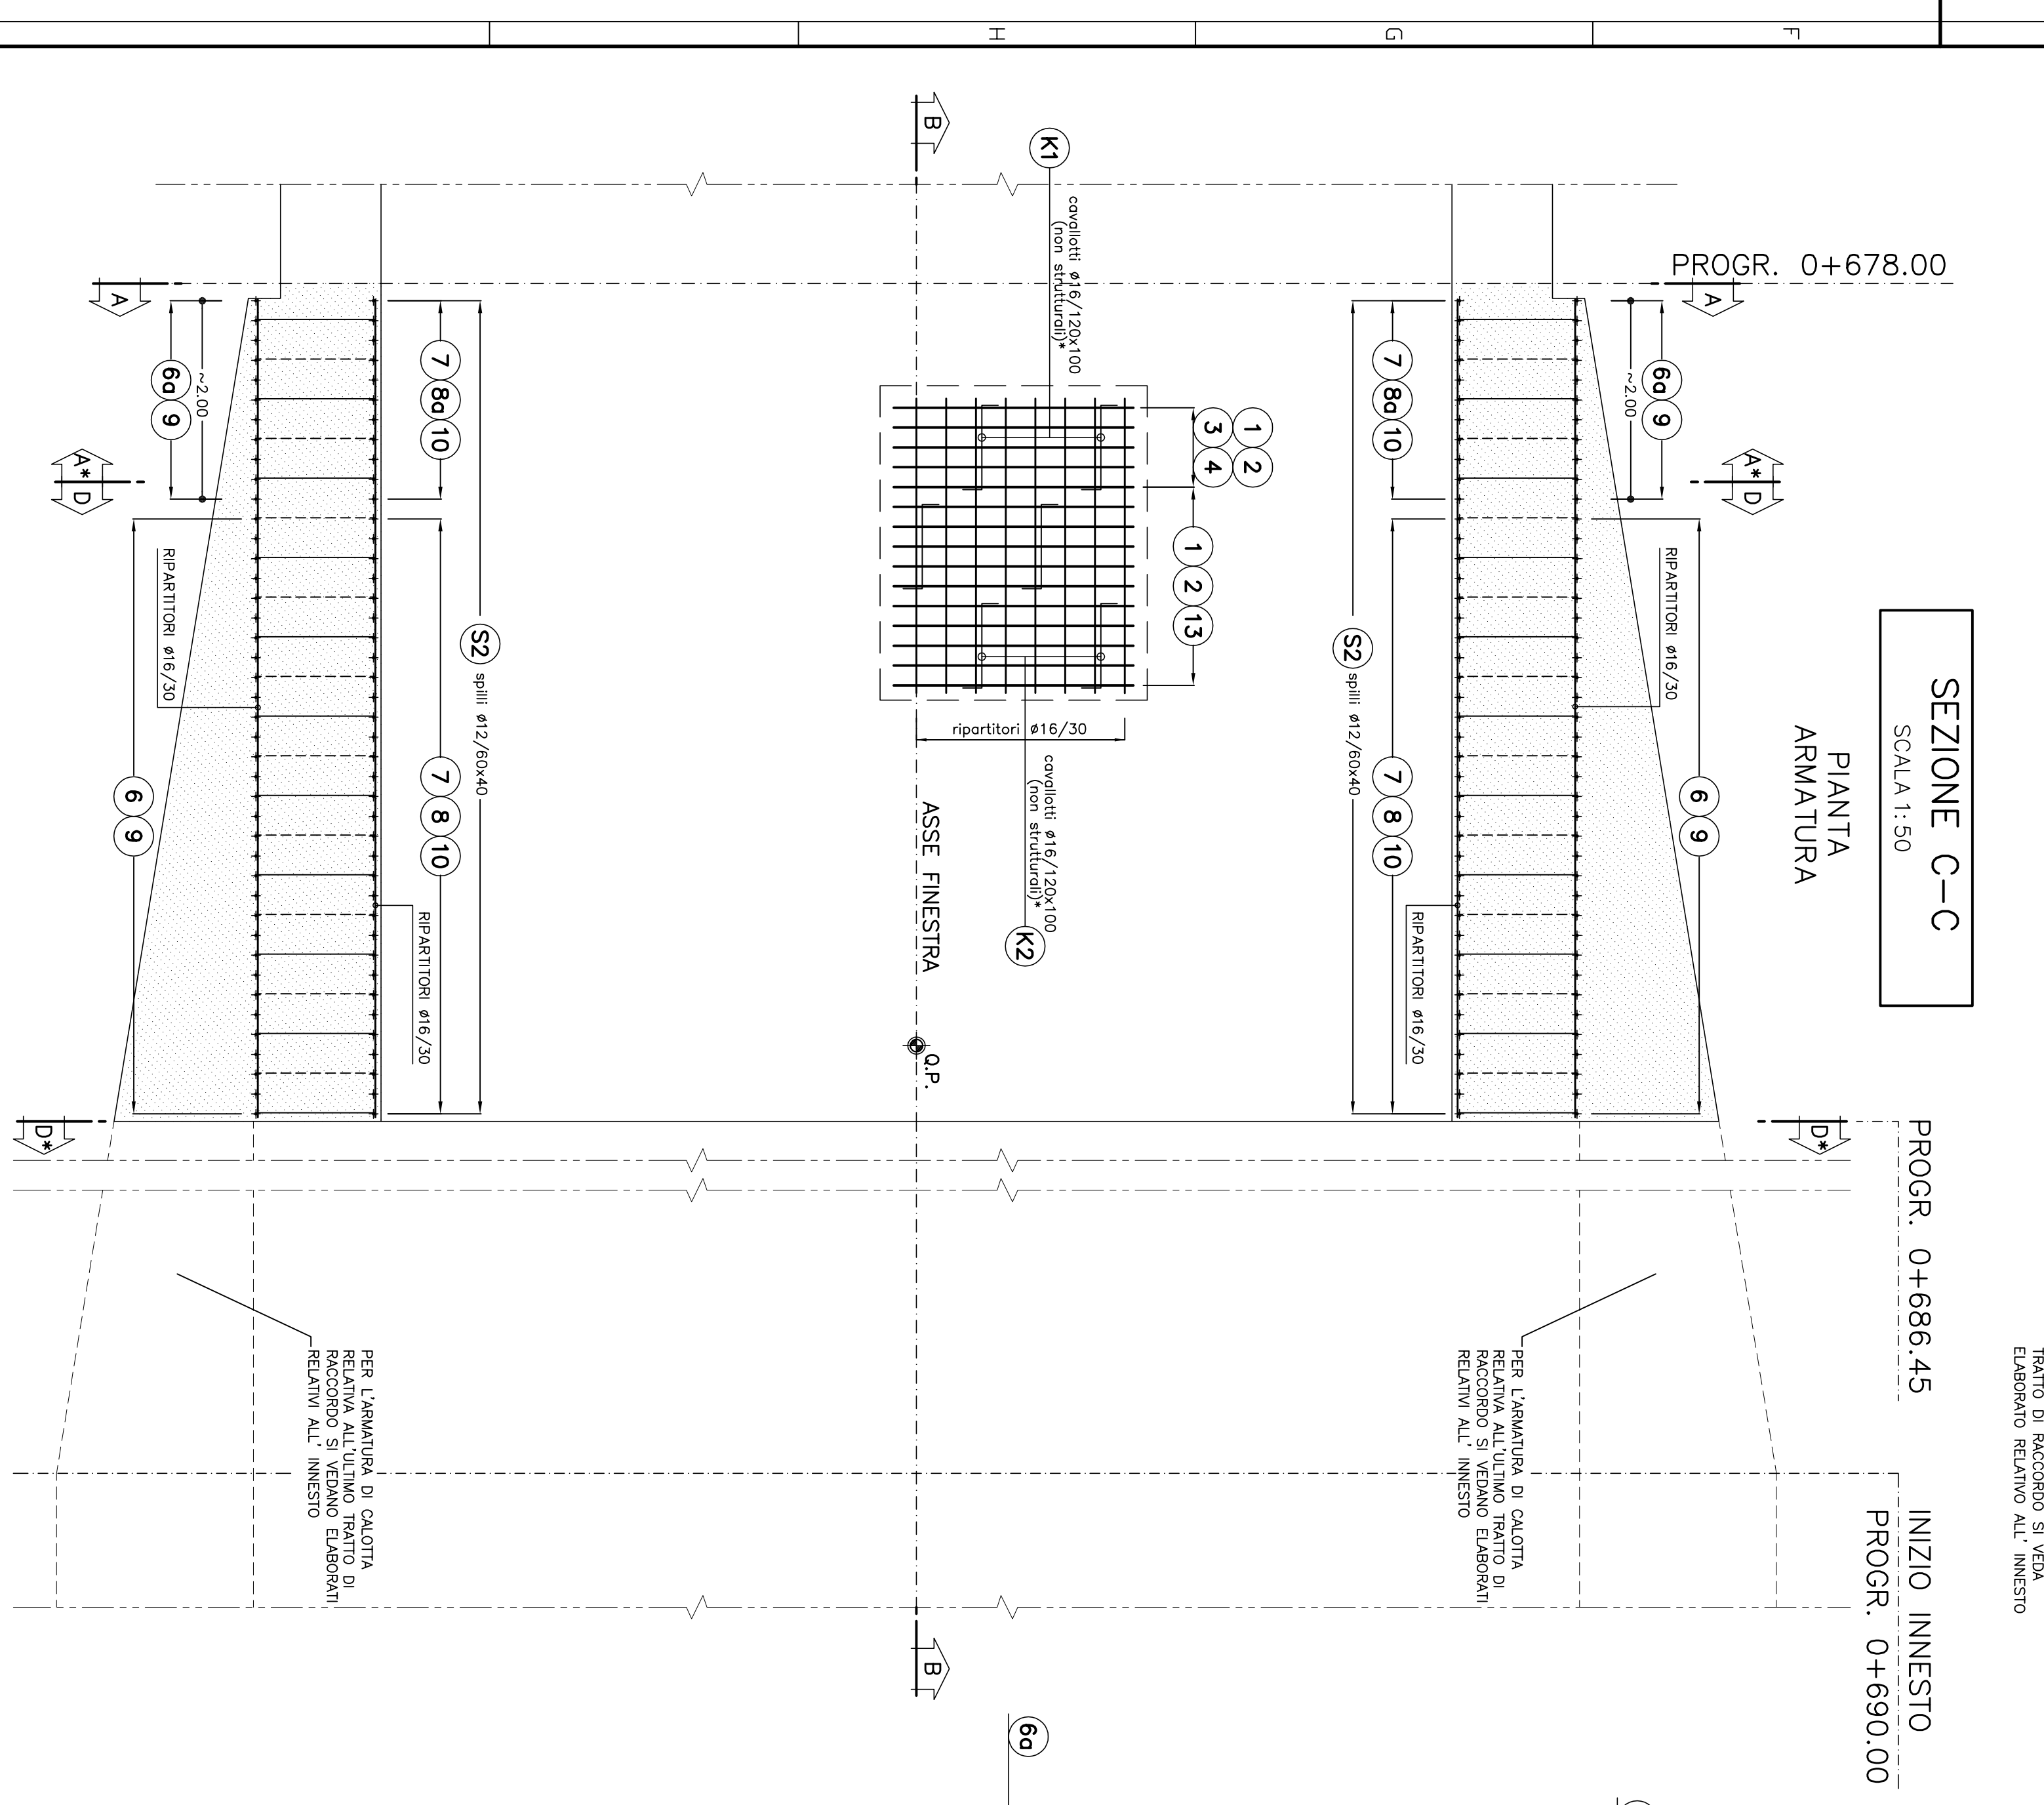 H
G
F
B
K1
cavallotti ø16/120x100
(non strutturali)*
PROGR. 0+678.00
A
A
6a 9
~2.00
7 8a 10
S2 spilli ø12/60x40
A* D
RIPARTITORI ø16/30
6 9
7 8 10
RIPARTITORI ø16/30
1 2
3 4
1 2 13
ripartitori ø16/30
cavallotti ø16/120x100
(non strutturali)*
K2
ASSE FINESTRA
Q.P.
7 8a 10
S2 spilli ø12/60x40
7 8 10
RIPARTITORI ø16/30
6a 9
~2.00
A* D
RIPARTITORI ø16/30
6 9
SEZIONE C-C
SCALA 1:50
PIANTA
ARMATURA
D*
D*
PROGR. 0+686.45
PER L'ARMATURA DI CALOTTA
RELATIVA ALL'ULTIMO TRATTO DI
RACCORDO SI VEDANO ELABORATI
RELATIVI ALL' INNESTO
PER L'ARMATURA DI CALOTTA
RELATIVA ALL'ULTIMO TRATTO DI
RACCORDO SI VEDANO ELABORATI
RELATIVI ALL' INNESTO
TRATTO DI RACCORDO SI VEDA
ELABORATO RELATIVO ALL' INNESTO
INIZIO INNESTO
PROGR. 0+690.00
B
6a